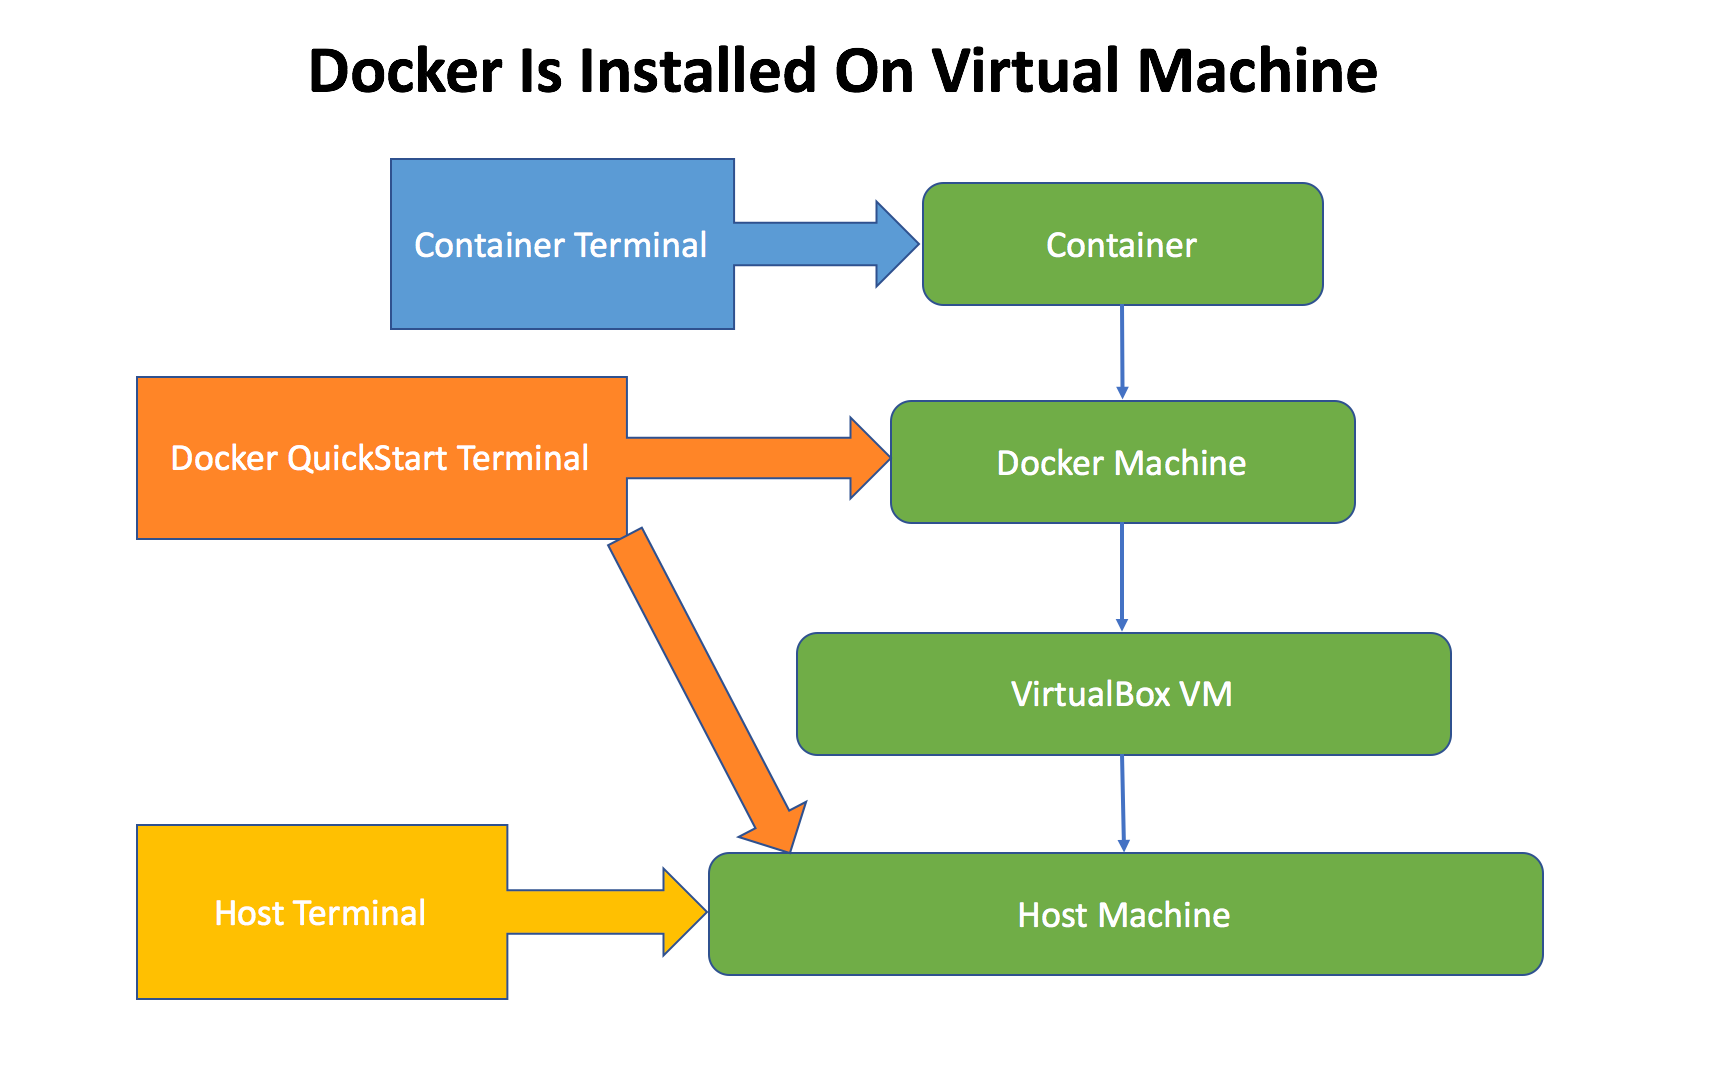 Docker Is Installed On Virtual Machine
Container Terminal
Container
Docker QuickStart Terminal
Docker Machine
VirtualBox VM
Host Terminal
Host Machine